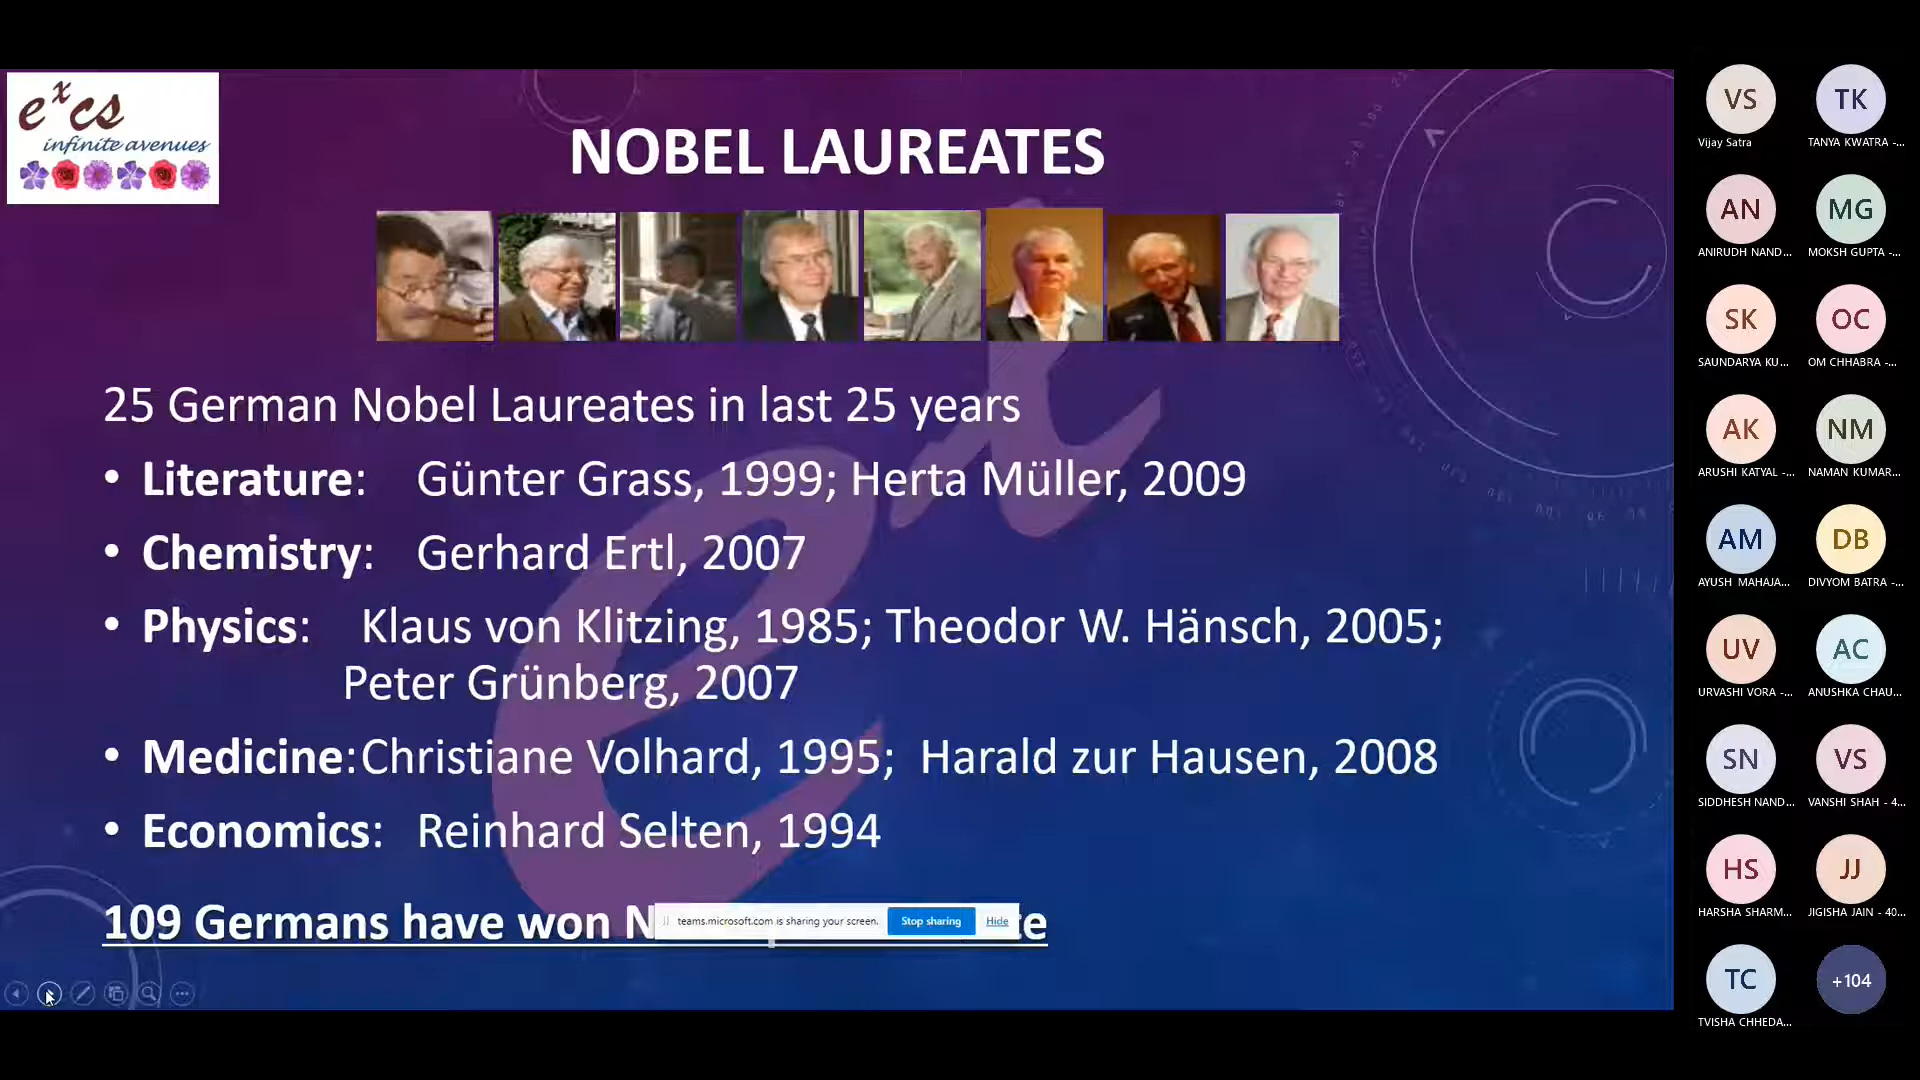 e^x cs
infinite avenues
NOBEL LAUREATES
25 German Nobel Laureates in last 25 years
• Literature: Günter Grass, 1999; Herta Müller, 2009
• Chemistry: Gerhard Ertl, 2007
• Physics: Klaus von Klitzing, 1985; Theodor W. Hänsch, 2005;
Peter Grünberg, 2007
• Medicine: Christiane Volhard, 1995; Harald zur Hausen, 2008
• Economics: Reinhard Selten, 1994
109 Germans have won
teams.microsoft.com is sharing your screen. Stop sharing Hide
VS TK
Vijay Satra TANYA KWATRA -...
AN MG
ANIRUDH NAND... MOKSH GUPTA -...
SK OC
SAUNDARYA KU... OM CHHABRA -...
AK NM
ARUSHI KATYAL -... NAMAN KUMAR...
AM DB
AYUSH MAHAJA... DIVYOM BATRA -...
UV AC
URVASHI VORA -... ANUSHKA CHAU...
SN VS
SIDDHESH NAND... VANSHI SHAH - 4...
HS JJ
HARSHA SHARM... JIGISHA JAIN - 40...
TC +104
TVISHA CHHEDA...